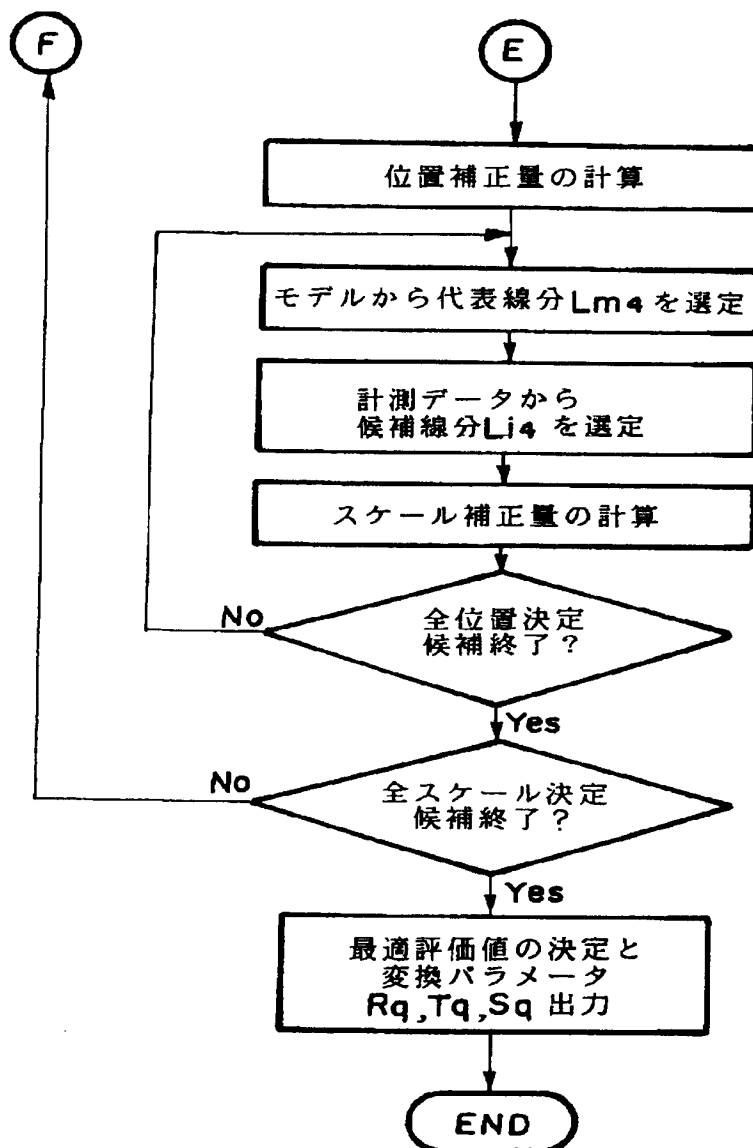 F
E
位置補正量の計算
モデルから代表線分Lm4を選定
計測データから
候補線分Li4を選定
スケール補正量の計算
全位置決定
候補終了?
No
Yes
全スケール決定
候補終了?
No
Yes
最適評価値の決定と
変換パラメータ
Rq,Tq,Sq出力
END